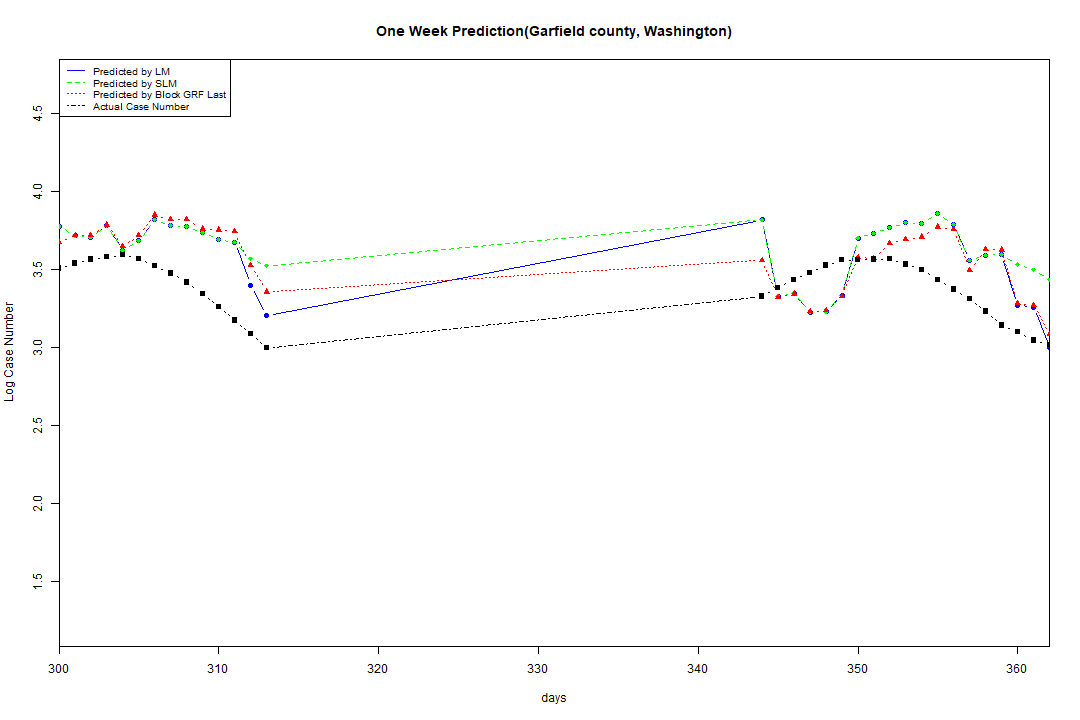 One Week Prediction(Garfield county, Washington)
Predicted by LM
Predicted by SLM
Predicted by Block GRF Last
Actual Case Number
4.5
4.0
3.5
3.0
2.5
2.0
1.5
Log Case Number
300 310 320 330 340 350 360
days